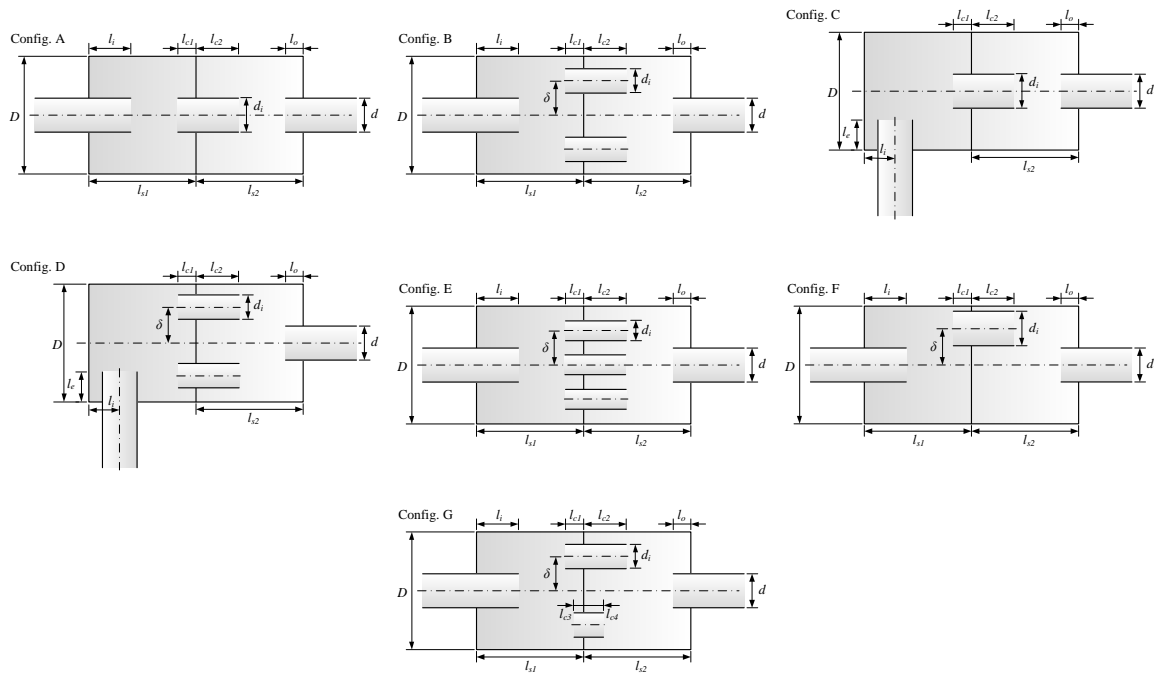 Config. A
l_i
l_c1
l_c2
l_o
D
d_i
d
l_s1
l_s2
Config. B
l_i
l_c1
l_c2
l_o
D
δ
d_i
d
l_s1
l_s2
Config. C
l_c1
l_c2
l_o
D
d_i
d
l_e
l_i
l_s2
Config. D
l_c1
l_c2
l_o
D
δ
d_i
d
l_e
l_i
l_s2
Config. E
l_i
l_c1
l_c2
l_o
D
δ
d_i
d
l_s1
l_s2
Config. F
l_i
l_c1
l_c2
l_o
D
δ
d_i
d
l_s1
l_s2
Config. G
l_i
l_c1
l_c2
l_o
D
δ
d_i
d
l_c3
l_c4
l_s1
l_s2